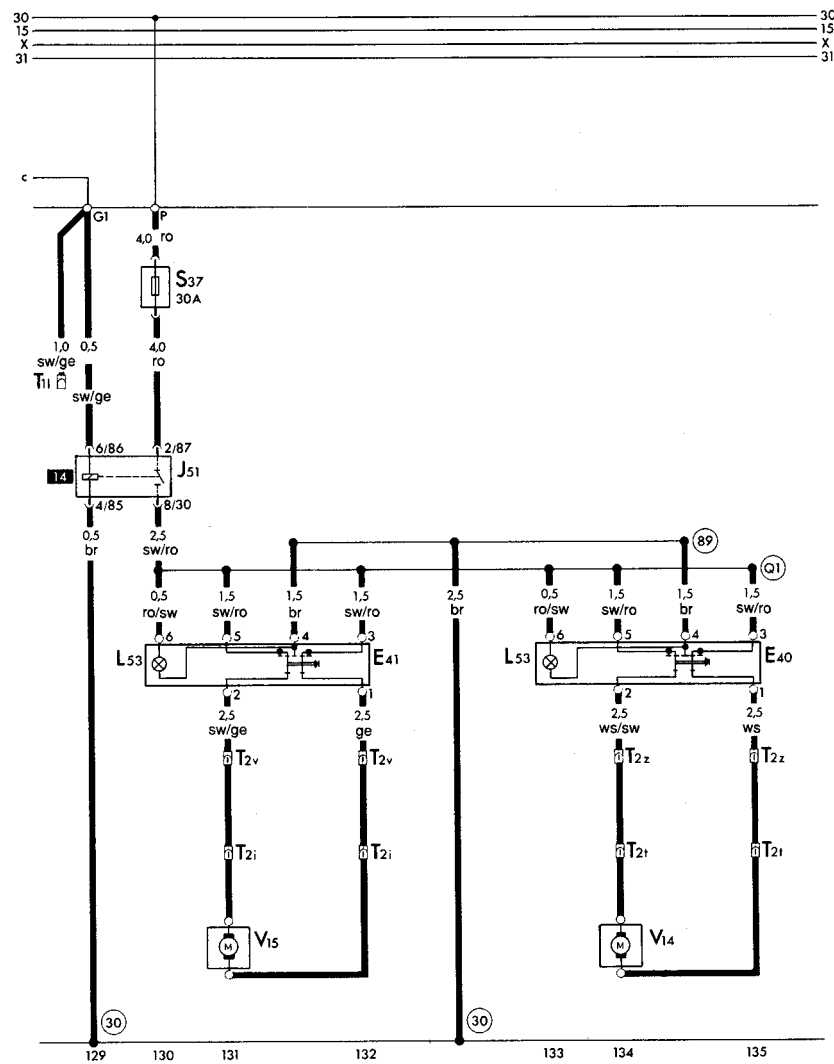 30 30
15 15
X X
31 31
c
G1 P
4,0 ro
S37
30A
1,0 0,5 4,0
sw/ge ro
T1l
sw/ge
6/86 2/87
14 J51
4/85 8/30
0,5 2,5
br sw/ro
89
Q1
0,5 1,5 1,5 1,5 2,5 0,5 1,5 1,5 1,5
ro/sw sw/ro br sw/ro br ro/sw sw/ro br sw/ro
6 5 4 3 6 5 4 3
L53 E41 L53 E40
2 1 2 1
2,5 2,5 2,5 2,5
sw/ge ge ws/sw ws
T2v T2v T2z T2z
T2i T2i T2t T2t
M V15 M V14
30 30
129 130 131 132 133 134 135